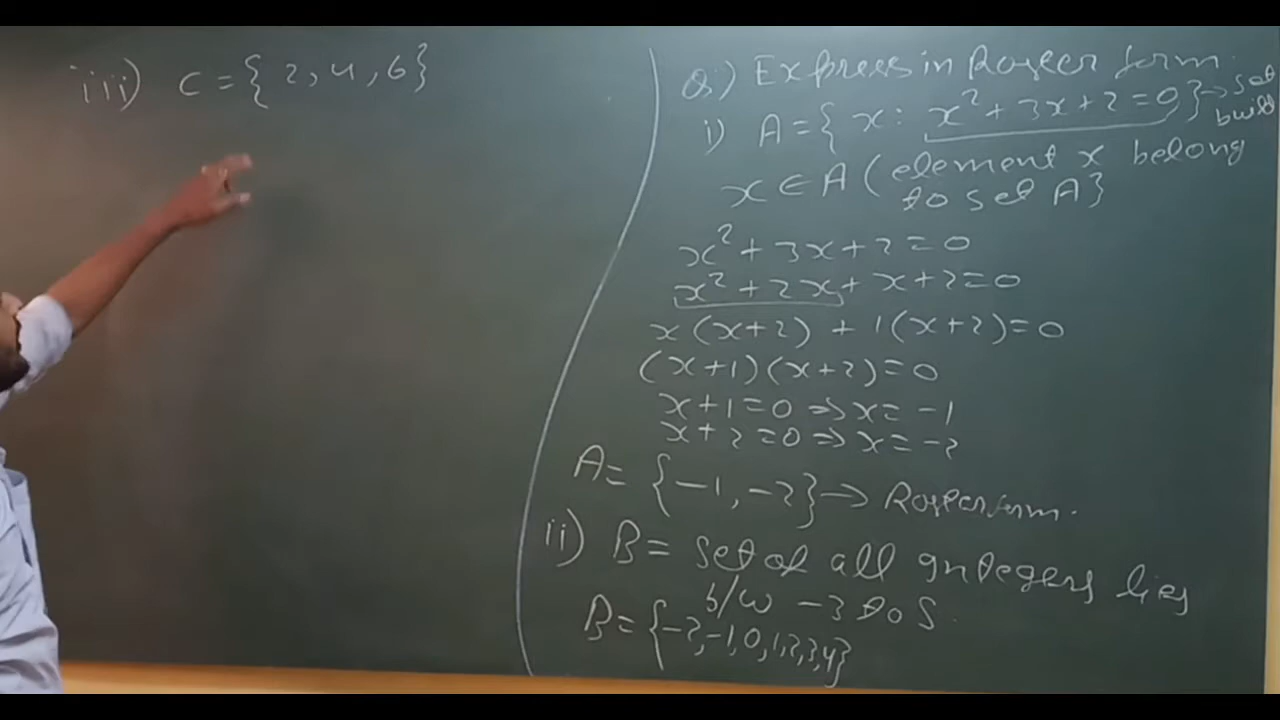 iii) C = {2, 4, 6}
Q.) Express in Roster form.
i) A = { x : x² + 3x + 2 = 0} → set build
x ∈ A (element x belong
to set A}
x² + 3x + 2 = 0
x² + 2x + x + 2 = 0
x(x+2) + 1(x+2) = 0
(x+1)(x+2) = 0
x+1 = 0 ⇒ x = -1
x+2 = 0 ⇒ x = -2
A = {-1, -2} → Roster form.
ii) B = set of all integers lies
b/w -3 to 5.
B = {-2, -1, 0, 1, 2, 3, 4}